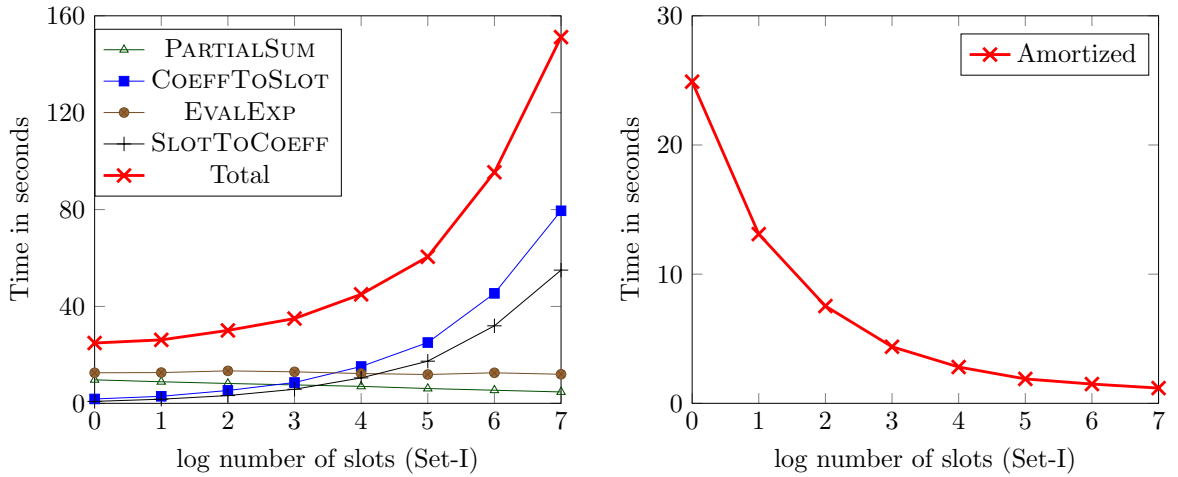 160
120
80
40
0
Time in seconds
PARTIALSUM
COEFFTOSLOT
EVALEXP
SLOTTOCOEFF
Total
0 1 2 3 4 5 6 7
log number of slots (Set-I)
30
20
10
0
Time in seconds
Amortized
0 1 2 3 4 5 6 7
log number of slots (Set-I)